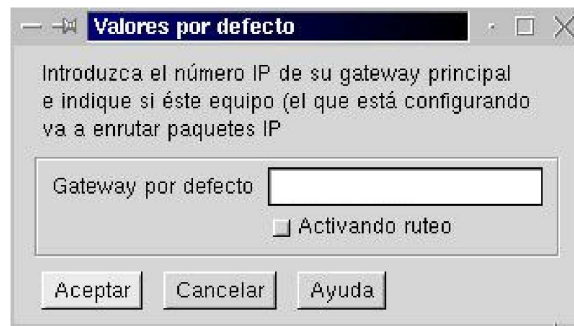 Valores por defecto
Introduzca el número IP de su gateway principal
e indique si éste equipo (el que está configurando
va a enrutar paquetes IP
Gateway por defecto
Activando ruteo
Aceptar Cancelar Ayuda